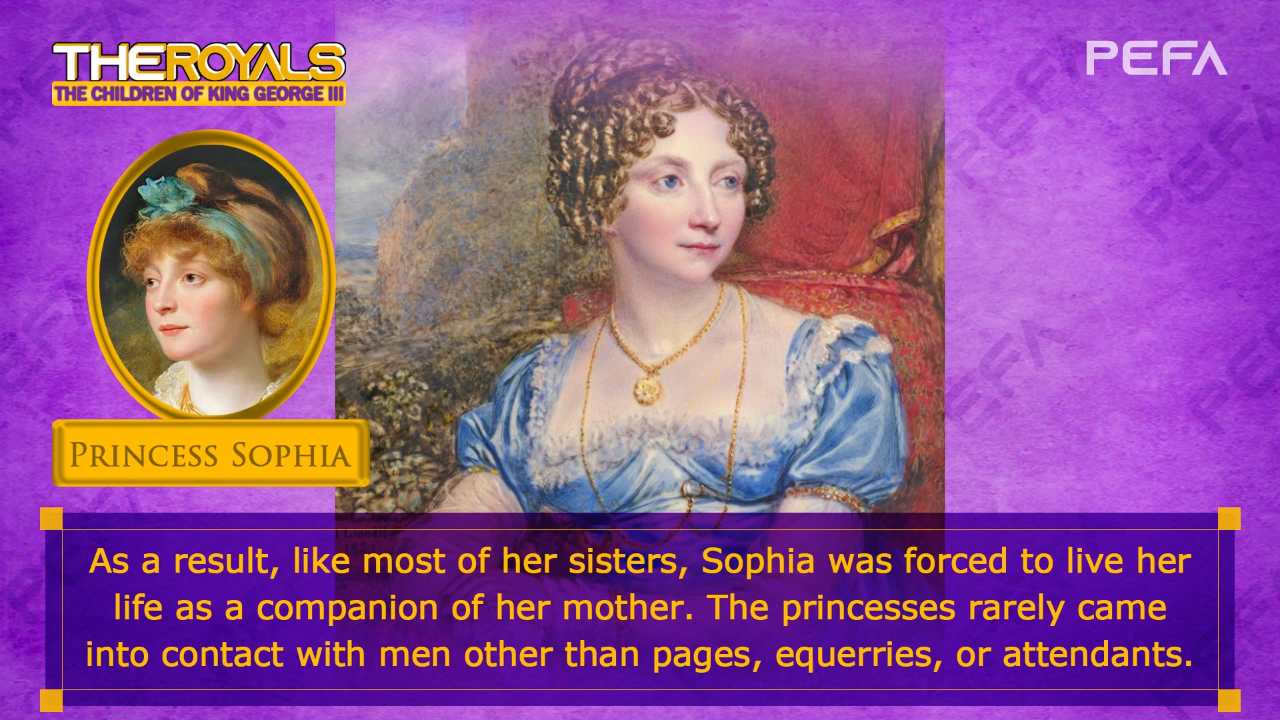 THEROYALS
THE CHILDREN OF KING GEORGE III
PEFA
PRINCESS SOPHIA
As a result, like most of her sisters, Sophia was forced to live her
life as a companion of her mother. The princesses rarely came
into contact with men other than pages, equerries, or attendants.